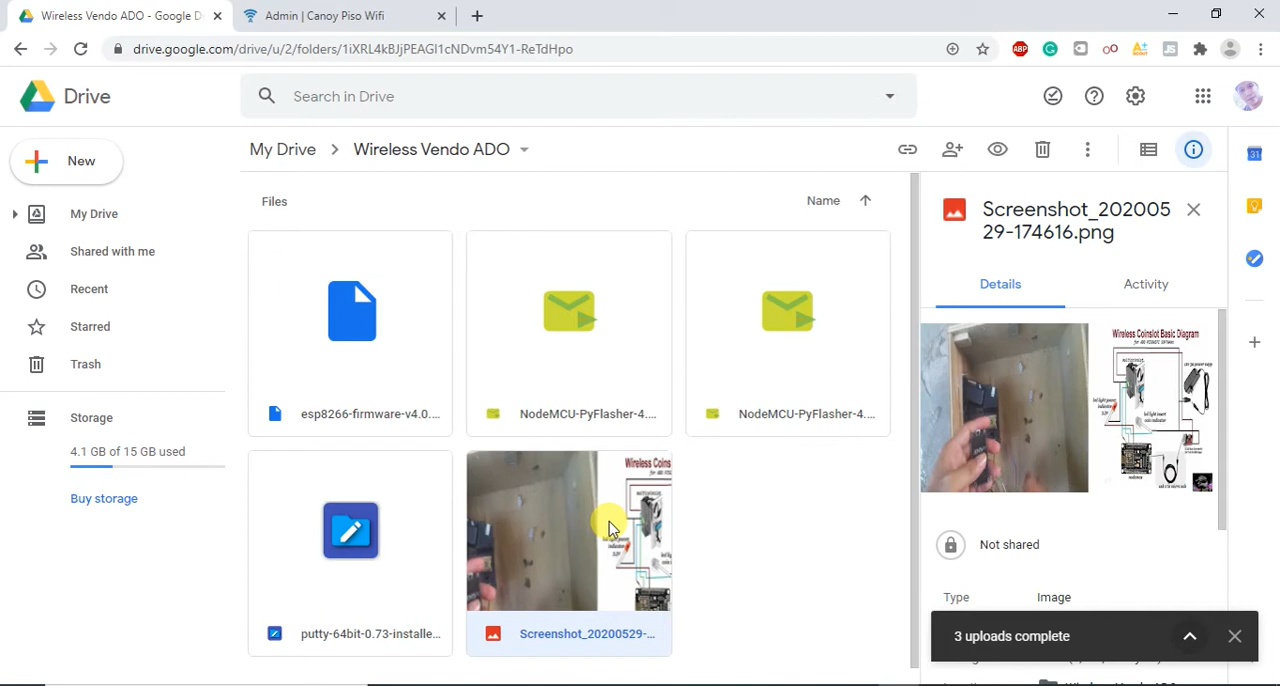 Wireless Vendo ADO - Google D
Admin | Canoy Piso Wifi
drive.google.com/drive/u/2/folders/1iXRL4kBJjPEAGI1cNDvm54Y1-ReTdHpo
Drive
Search in Drive
New
My Drive
Wireless Vendo ADO
My Drive
Shared with me
Recent
Starred
Trash
Storage
4.1 GB of 15 GB used
Buy storage
Files
Name
esp8266-firmware-v4.0....
NodeMCU-PyFlasher-4....
NodeMCU-PyFlasher-4....
putty-64bit-0.73-installe...
Wireless Coins
Screenshot_20200529-...
Screenshot_202005
29-174616.png
Details
Activity
Wireless Coinslot Basic Diagram
Not shared
Type
Image
3 uploads complete
ABP
31